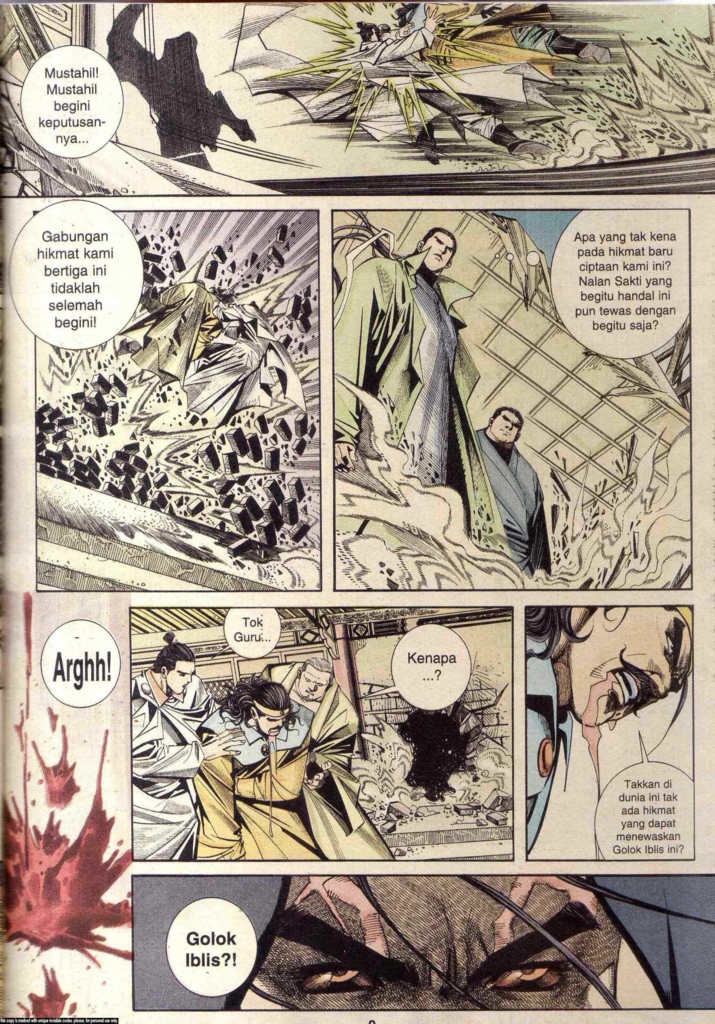 Mustahil!
Mustahil
begini
keputusan-
nya...
Gabungan
hikmat kami
bertiga ini
tidaklah
selemah
begini!
Apa yang tak kena
pada hikmat baru
ciptaan kami ini?
Nalan Sakti yang
begitu handal ini
pun tewas dengan
begitu saja?
Arghh!
Tok
Guru...
Kenapa
...?
Takkan di
dunia ini tak
ada hikmat
yang dapat
menewaskan
Golok Iblis ini?
Golok
Iblis?!